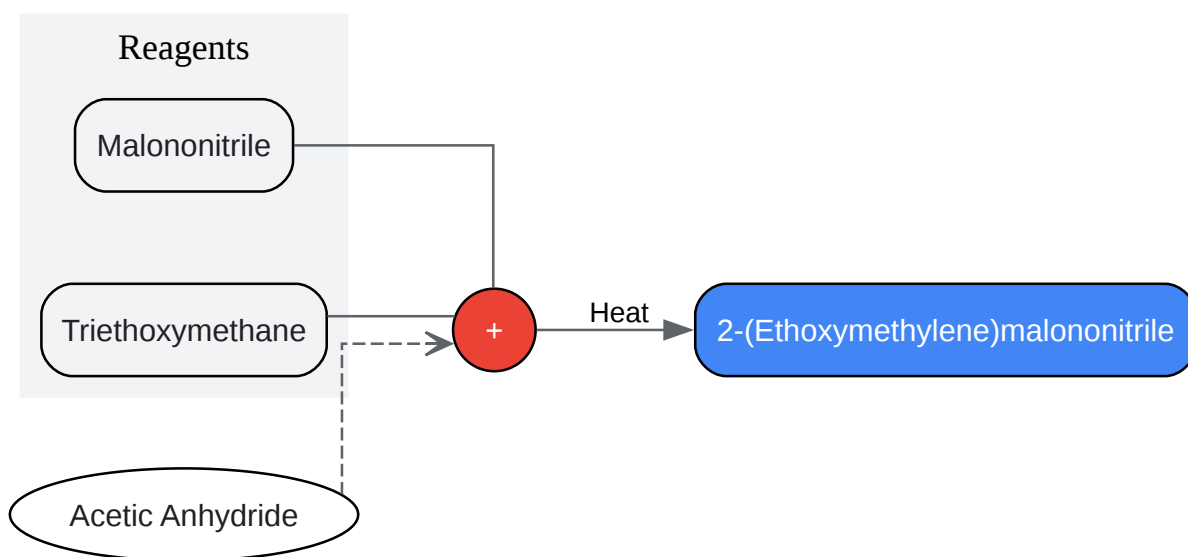 Reagents
Malononitrile
Triethoxymethane
+
Heat
2-(Ethoxymethylene)malononitrile
Acetic Anhydride